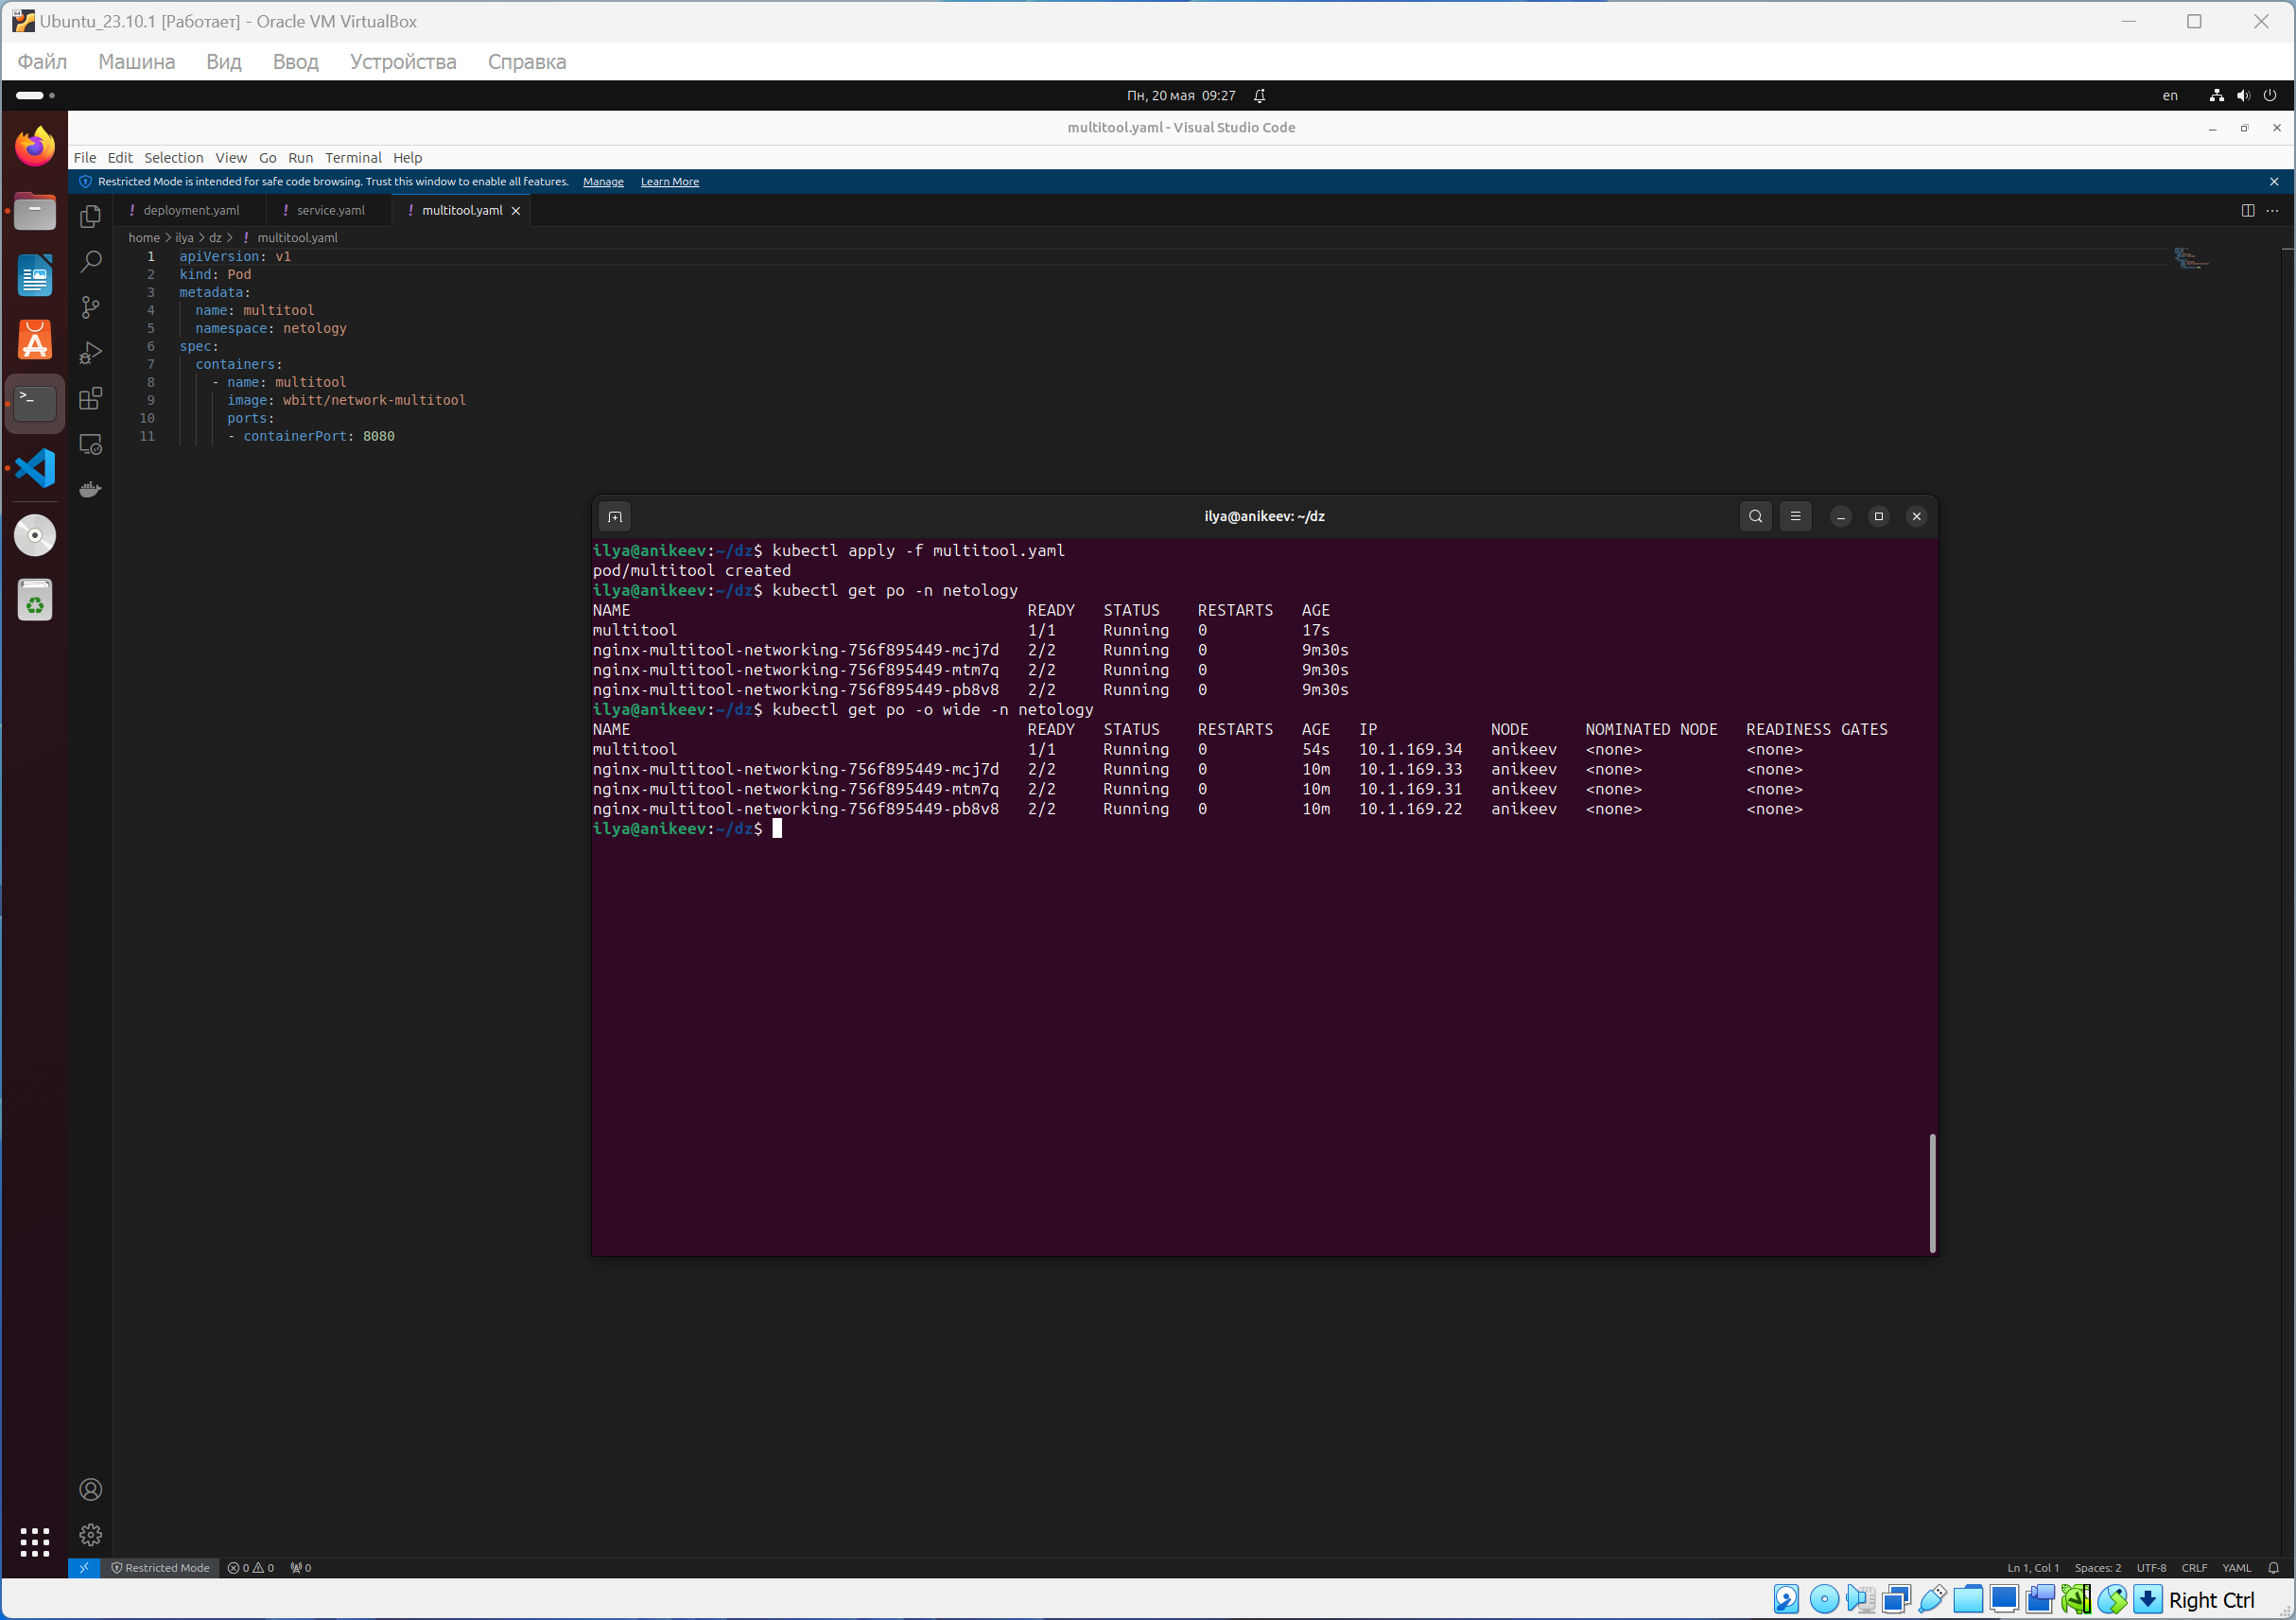 Ubuntu_23.10.1 [Работает] - Oracle VM VirtualBox
Файл Машина Вид Ввод Устройства Справка
Пн, 20 мая 09:27
en
multitool.yaml - Visual Studio Code
File Edit Selection View Go Run Terminal Help
Restricted Mode is intended for safe code browsing. Trust this window to enable all features. Manage Learn More
! deployment.yaml ! service.yaml ! multitool.yaml
home > ilya > dz > ! multitool.yaml
1 apiVersion: v1
2 kind: Pod
3 metadata:
4 name: multitool
5 namespace: netology
6 spec:
7 containers:
8 - name: multitool
9 image: wbitt/network-multitool
10 ports:
11 - containerPort: 8080
ilya@anikeev: ~/dz
ilya@anikeev:~/dz$ kubectl apply -f multitool.yaml
pod/multitool created
ilya@anikeev:~/dz$ kubectl get po -n netology
NAME READY STATUS RESTARTS AGE
multitool 1/1 Running 0 17s
nginx-multitool-networking-756f895449-mcj7d 2/2 Running 0 9m30s
nginx-multitool-networking-756f895449-mtm7q 2/2 Running 0 9m30s
nginx-multitool-networking-756f895449-pb8v8 2/2 Running 0 9m30s
ilya@anikeev:~/dz$ kubectl get po -o wide -n netology
NAME READY STATUS RESTARTS AGE IP NODE NOMINATED NODE READINESS GATES
multitool 1/1 Running 0 54s 10.1.169.34 anikeev <none> <none>
nginx-multitool-networking-756f895449-mcj7d 2/2 Running 0 10m 10.1.169.33 anikeev <none> <none>
nginx-multitool-networking-756f895449-mtm7q 2/2 Running 0 10m 10.1.169.31 anikeev <none> <none>
nginx-multitool-networking-756f895449-pb8v8 2/2 Running 0 10m 10.1.169.22 anikeev <none> <none>
ilya@anikeev:~/dz$
Restricted Mode 0 0 0
Ln 1, Col 1 Spaces: 2 UTF-8 CRLF YAML
Right Ctrl